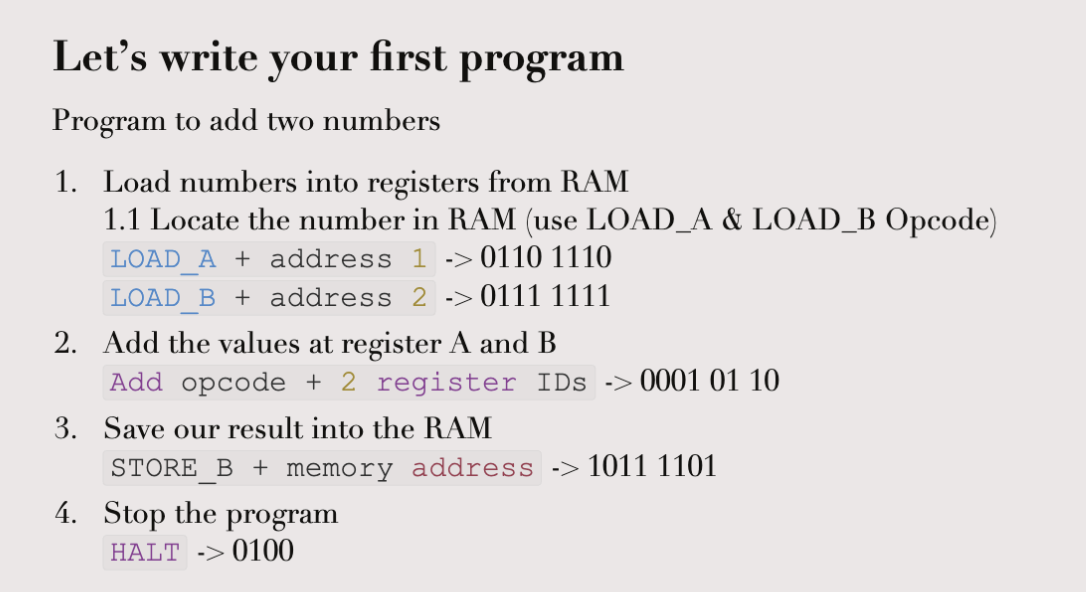 Let's write your first program
Program to add two numbers
1. Load numbers into registers from RAM
1.1 Locate the number in RAM (use LOAD_A & LOAD_B Opcode)
LOAD_A + address 1 -> 0110 1110
LOAD_B + address 2 -> 0111 1111
2. Add the values at register A and B
Add opcode + 2 register IDs -> 0001 01 10
3. Save our result into the RAM
STORE_B + memory address -> 1011 1101
4. Stop the program
HALT -> 0100